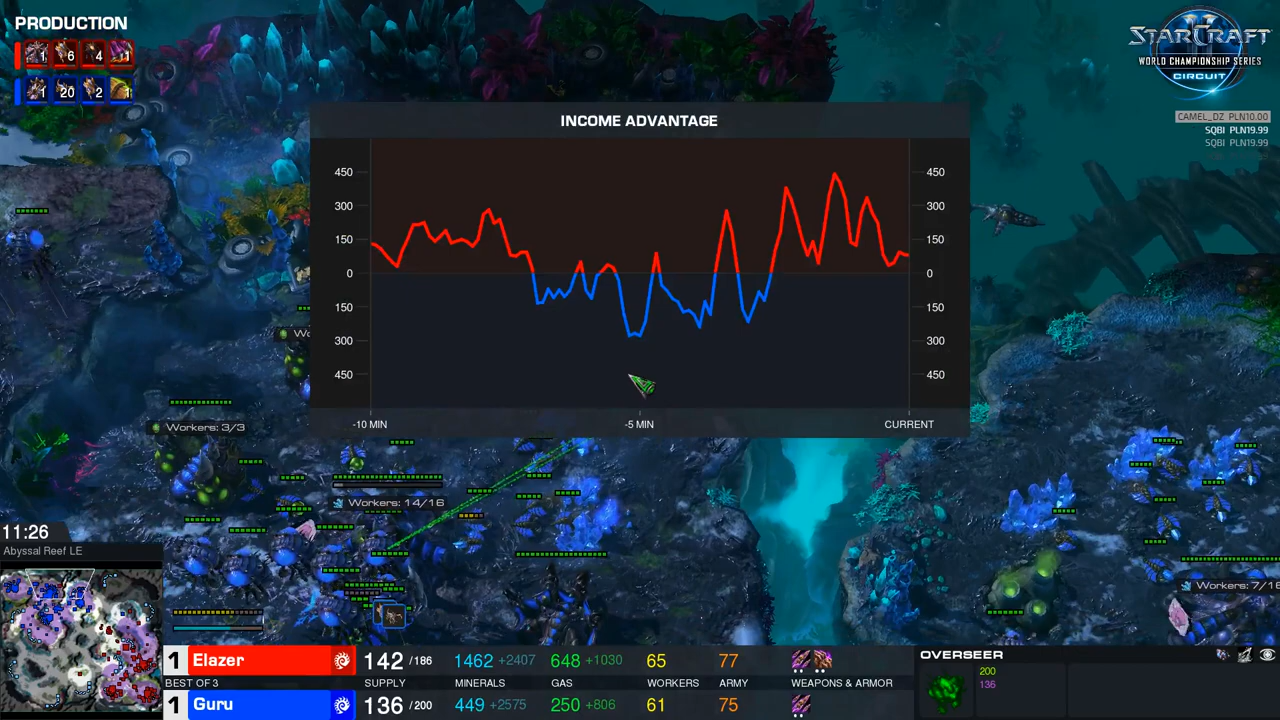 PRODUCTION
1 6 4 1
1 20 2 1
STARCRAFT
II
WORLD CHAMPIONSHIP SERIES
CIRCUIT
CAMEL_DZ PLN10.00
SQBI PLN19.99
SQBI PLN19.99
INCOME ADVANTAGE
450 450
300 300
150 150
0 0
150 150
300 300
450 450
-10 MIN -5 MIN CURRENT
Workers: 3/3
Workers: 14/16
Workers: 7/16
11:26
Abyssal Reef LE
1 Elazer 142 /186 1462 +2407 648 +1030 65 77
BEST OF 3 SUPPLY MINERALS GAS WORKERS ARMY WEAPONS & ARMOR
1 Guru 136 /200 449 +2575 250 +806 61 75
OVERSEER
200
136